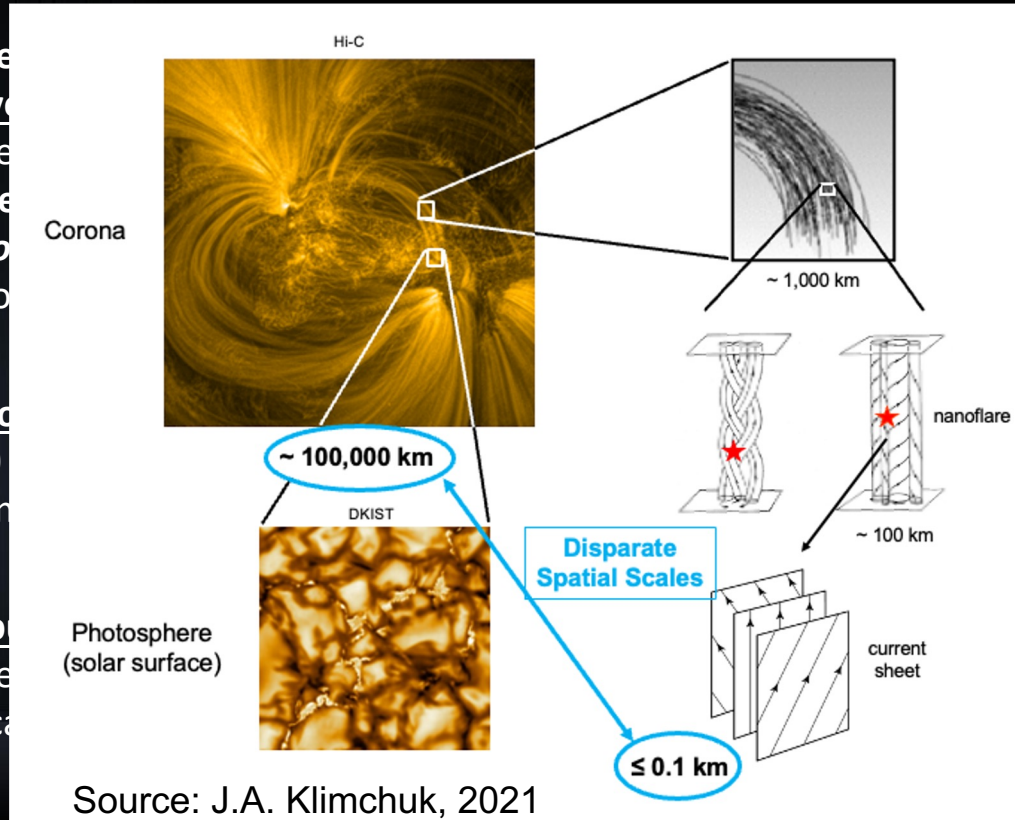 Hi-C
Corona
~ 1,000 km
nanoflare
~ 100 km
~ 100,000 km
DKIST
Disparate
Spatial Scales
Photosphere
(solar surface)
current
sheet
≤ 0.1 km
Source: J.A. Klimchuk, 2021